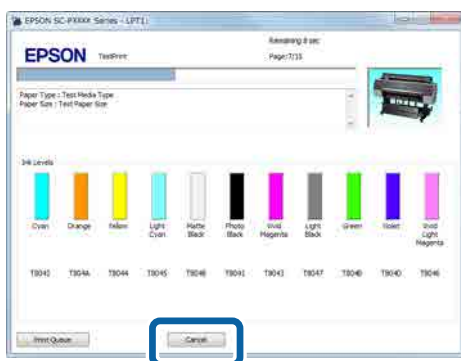 EPSON SC-PXXXX Series - LPT1:
EPSON
TestPrint
Remaining 8 sec
Page:7/15
Paper Type : Test Media Type
Paper Size : Test Paper Size
Ink Levels
Cyan Orange Yellow Light Cyan Matte Black Photo Black Vivid Magenta Light Black Green Violet Vivid Light Magenta
T8042 T804A T8044 T8045 T8048 T8041 T8043 T8047 T804B T804D T8046
Print Queue
Cancel